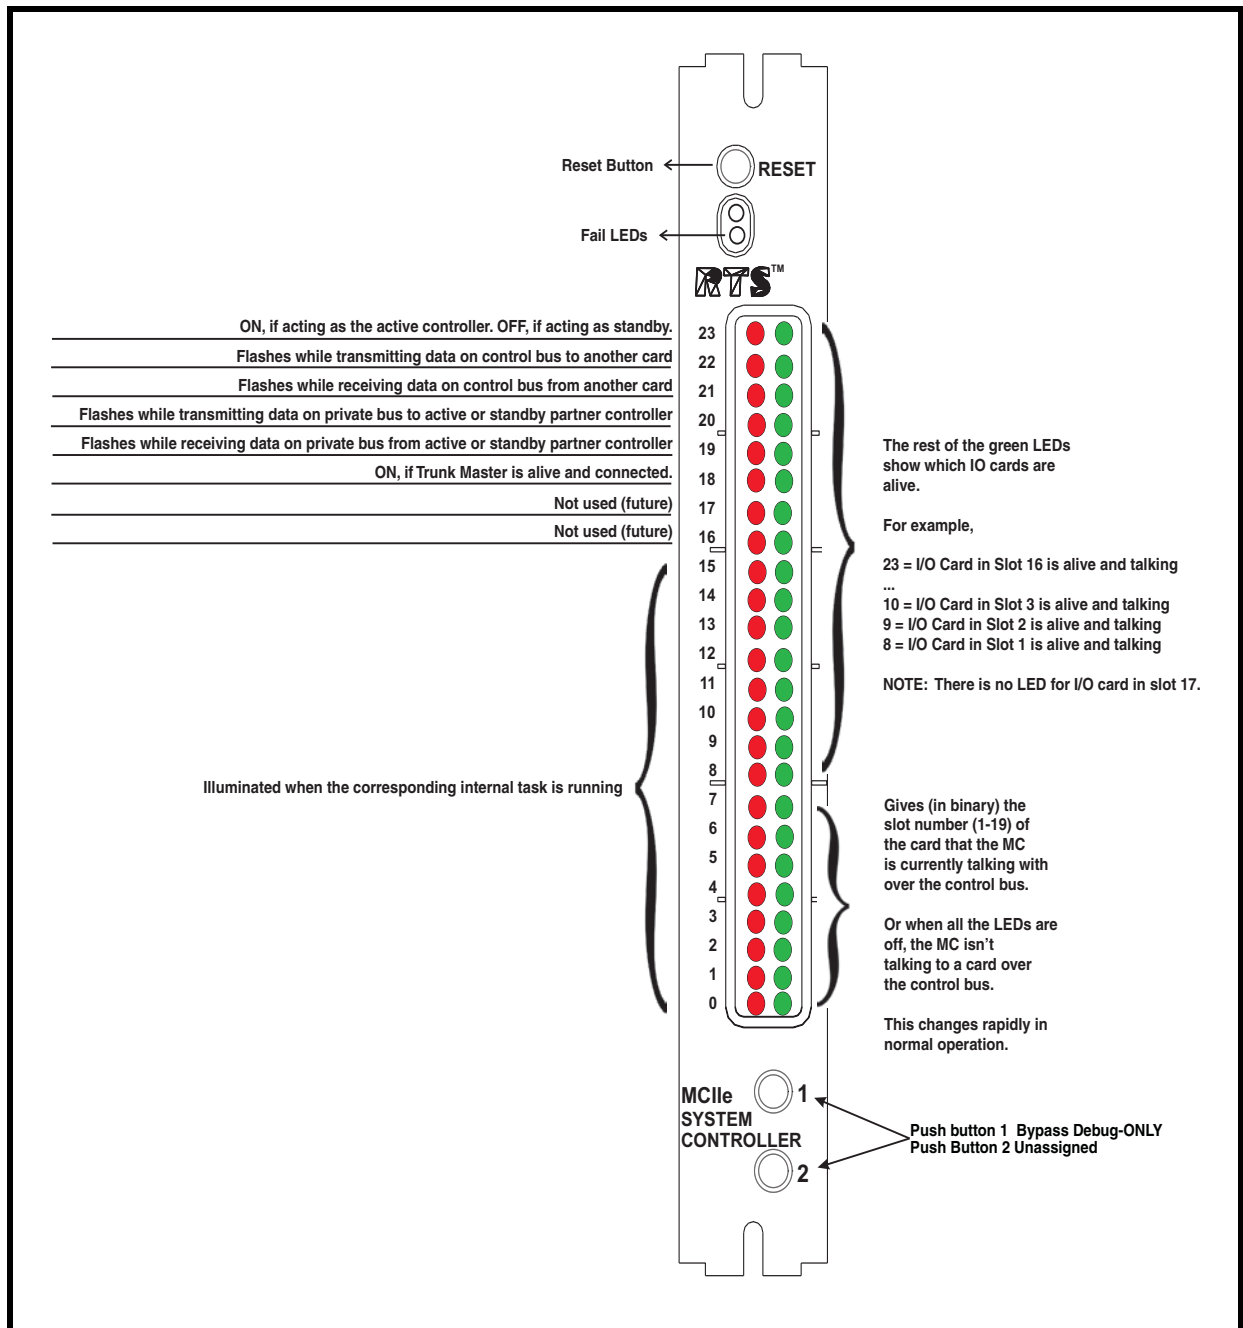 Reset Button
RESET
Fail LEDs
RTS™
ON, if acting as the active controller. OFF, if acting as standby.
Flashes while transmitting data on control bus to another card
Flashes while receiving data on control bus from another card
Flashes while transmitting data on private bus to active or standby partner controller
Flashes while receiving data on private bus from active or standby partner controller
ON, if Trunk Master is alive and connected.
Not used (future)
Not used (future)
Illuminated when the corresponding internal task is running
23
22
21
20
19
18
17
16
15
14
13
12
11
10
9
8
7
6
5
4
3
2
1
0
The rest of the green LEDs
show which IO cards are
alive.
For example,
23 = I/O Card in Slot 16 is alive and talking
...
10 = I/O Card in Slot 3 is alive and talking
9 = I/O Card in Slot 2 is alive and talking
8 = I/O Card in Slot 1 is alive and talking
NOTE: There is no LED for I/O card in slot 17.
Gives (in binary) the
slot number (1-19) of
the card that the MC
is currently talking with
over the control bus.
Or when all the LEDs are
off, the MC isn't
talking to a card over
the control bus.
This changes rapidly in
normal operation.
MCIIe
SYSTEM
CONTROLLER
1
2
Push button 1 Bypass Debug-ONLY
Push Button 2 Unassigned